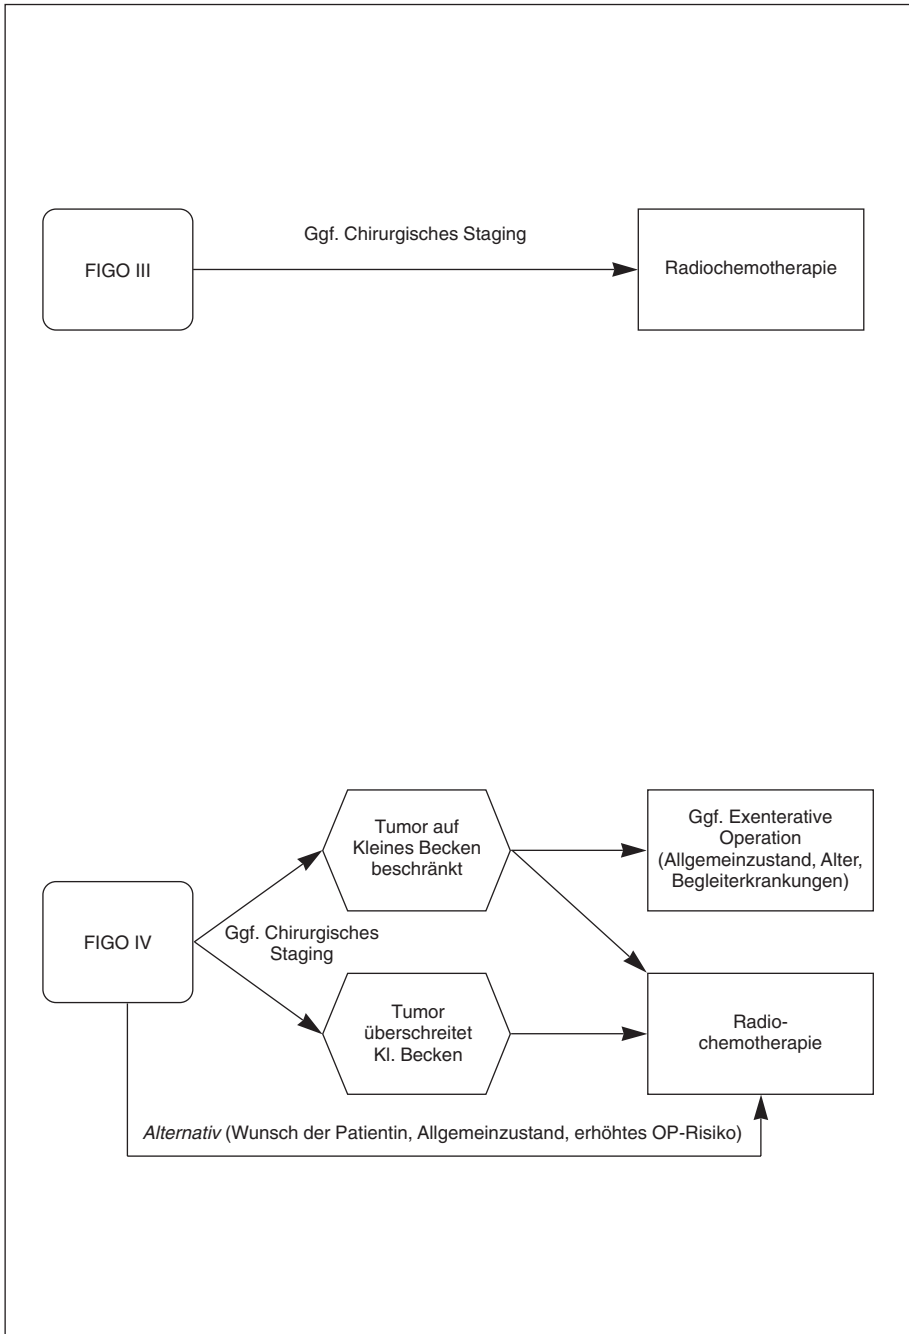 Ggf. Chirurgisches Staging
FIGO III
Radiochemotherapie
Tumor auf
Kleines Becken
beschränkt
Ggf. Exenterative
Operation
(Allgemeinzustand, Alter,
Begleiterkrankungen)
FIGO IV
Ggf. Chirurgisches
Staging
Tumor
überschreitet
Kl. Becken
Radio-
chemotherapie
Alternativ (Wunsch der Patientin, Allgemeinzustand, erhöhtes OP-Risiko)